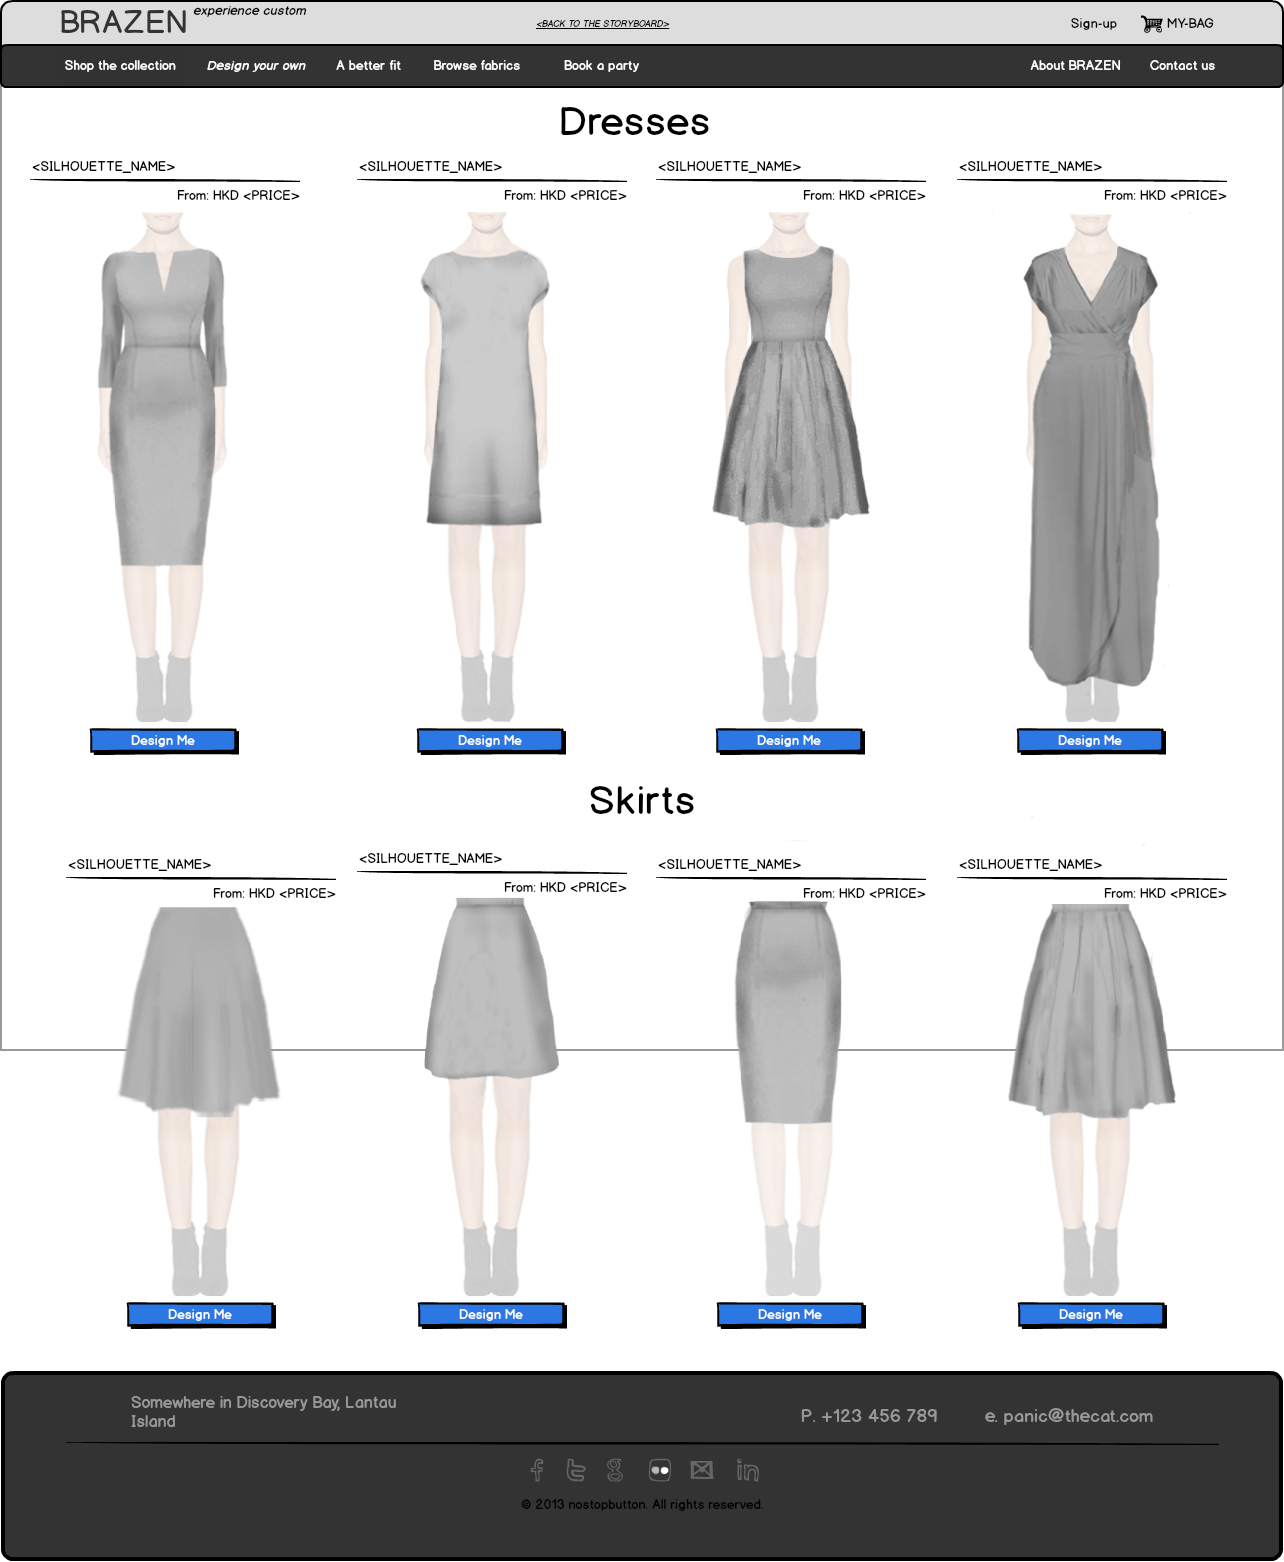 BRAZEN experience custom
<BACK TO THE STORYBOARD>
Sign-up MY-BAG
Shop the collection Design your own A better fit Browse fabrics Book a party About BRAZEN Contact us
Dresses
<SILHOUETTE_NAME> <SILHOUETTE_NAME> <SILHOUETTE_NAME> <SILHOUETTE_NAME>
From: HKD <PRICE> From: HKD <PRICE> From: HKD <PRICE> From: HKD <PRICE>
Design Me Design Me Design Me Design Me
Skirts
<SILHOUETTE_NAME> <SILHOUETTE_NAME> <SILHOUETTE_NAME> <SILHOUETTE_NAME>
From: HKD <PRICE> From: HKD <PRICE> From: HKD <PRICE> From: HKD <PRICE>
Design Me Design Me Design Me Design Me
Somewhere in Discovery Bay, Lantau
Island
P. +123 456 789 e. panic@thecat.com
© 2013 nostopbutton. All rights reserved.